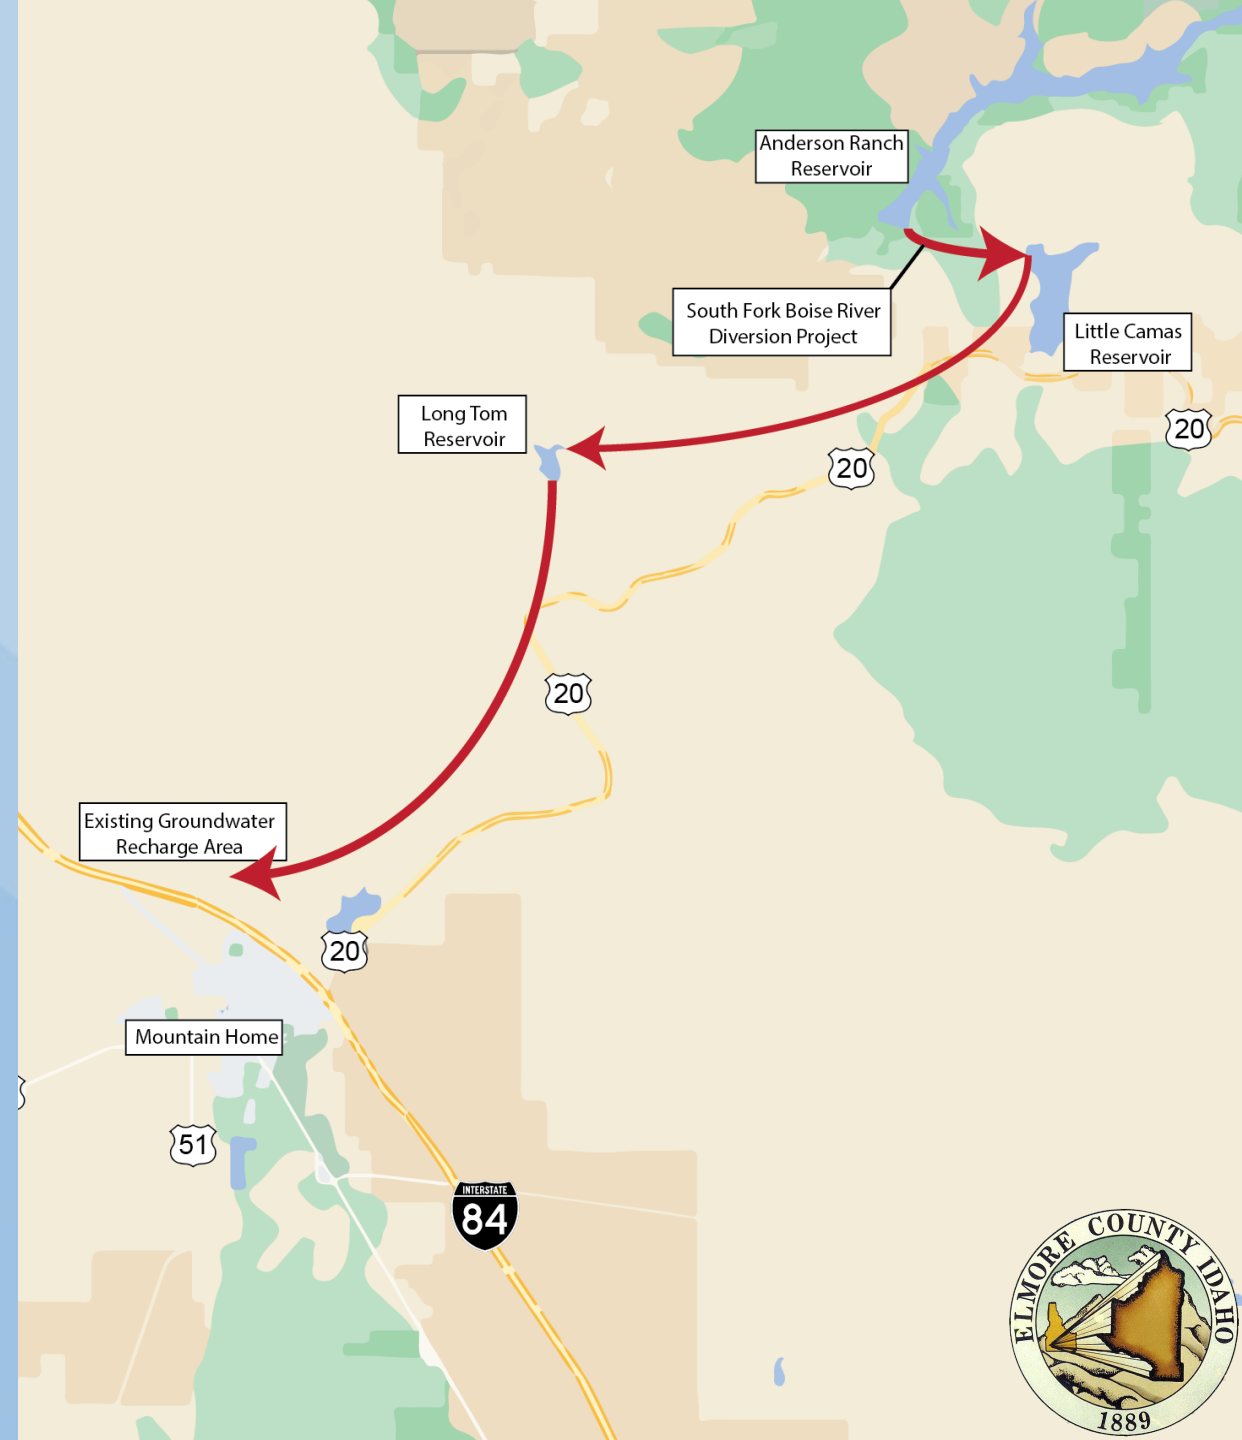 Anderson Ranch
Reservoir
South Fork Boise River
Diversion Project
Little Camas
Reservoir
Long Tom
Reservoir
20
20
20
Existing Groundwater
Recharge Area
20
Mountain Home
51
INTERSTATE
84
ELMORE COUNTY IDAHO
1889